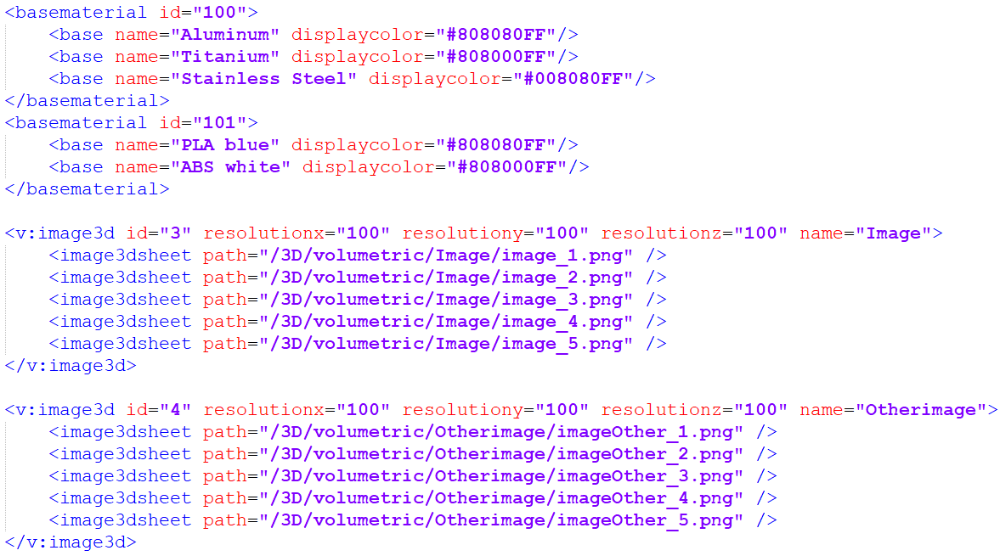 <basematerial id="100">
    <base name="Aluminum" displaycolor="#808080FF"/>
    <base name="Titanium" displaycolor="#808000FF"/>
    <base name="Stainless Steel" displaycolor="#008080FF"/>
</basematerial>
<basematerial id="101">
    <base name="PLA blue" displaycolor="#808080FF"/>
    <base name="ABS white" displaycolor="#808000FF"/>
</basematerial>

<v:image3d id="3" resolutionx="100" resolutiony="100" resolutionz="100" name="Image">
    <image3dsheet path="/3D/volumetric/Image/image_1.png" />
    <image3dsheet path="/3D/volumetric/Image/image_2.png" />
    <image3dsheet path="/3D/volumetric/Image/image_3.png" />
    <image3dsheet path="/3D/volumetric/Image/image_4.png" />
    <image3dsheet path="/3D/volumetric/Image/image_5.png" />
</v:image3d>

<v:image3d id="4" resolutionx="100" resolutiony="100" resolutionz="100" name="Otherimage">
    <image3dsheet path="/3D/volumetric/Otherimage/imageOther_1.png" />
    <image3dsheet path="/3D/volumetric/Otherimage/imageOther_2.png" />
    <image3dsheet path="/3D/volumetric/Otherimage/imageOther_3.png" />
    <image3dsheet path="/3D/volumetric/Otherimage/imageOther_4.png" />
    <image3dsheet path="/3D/volumetric/Otherimage/imageOther_5.png" />
</v:image3d>